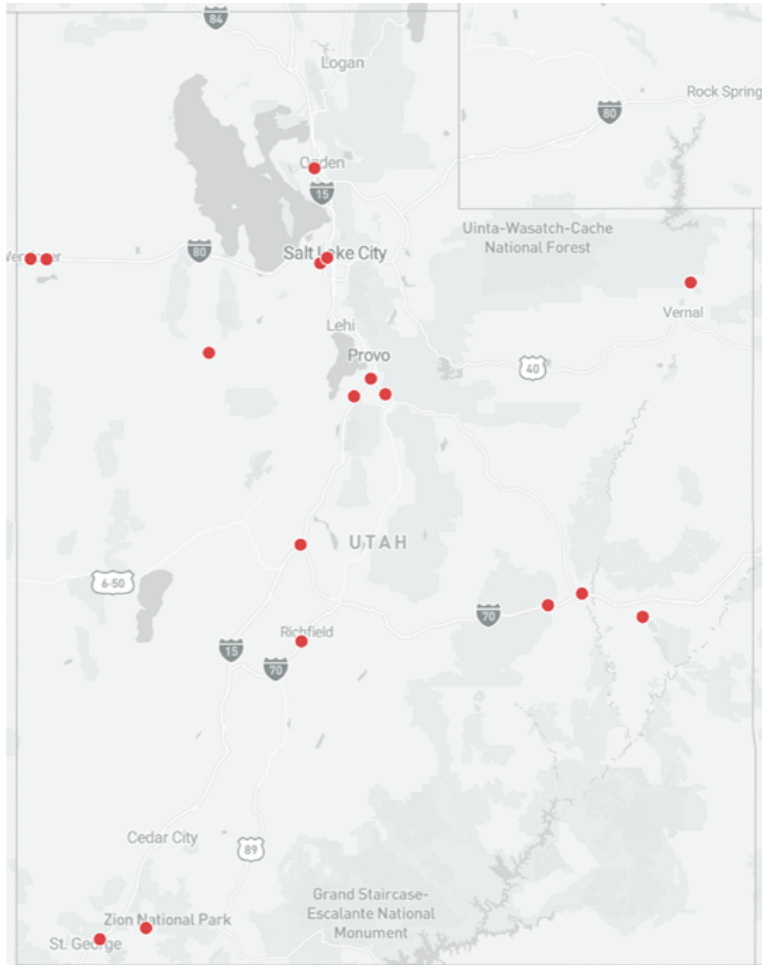 84
Logan
Rock Spring
80
Ogden
15
Uinta-Wasatch-Cache
National Forest
80
Salt Lake City
Wendover
Vernal
Lehi
Provo
40
UTAH
6-50
70
Richfield
15
70
Cedar City
89
Grand Staircase-
Escalante National
Monument
Zion National Park
St. George